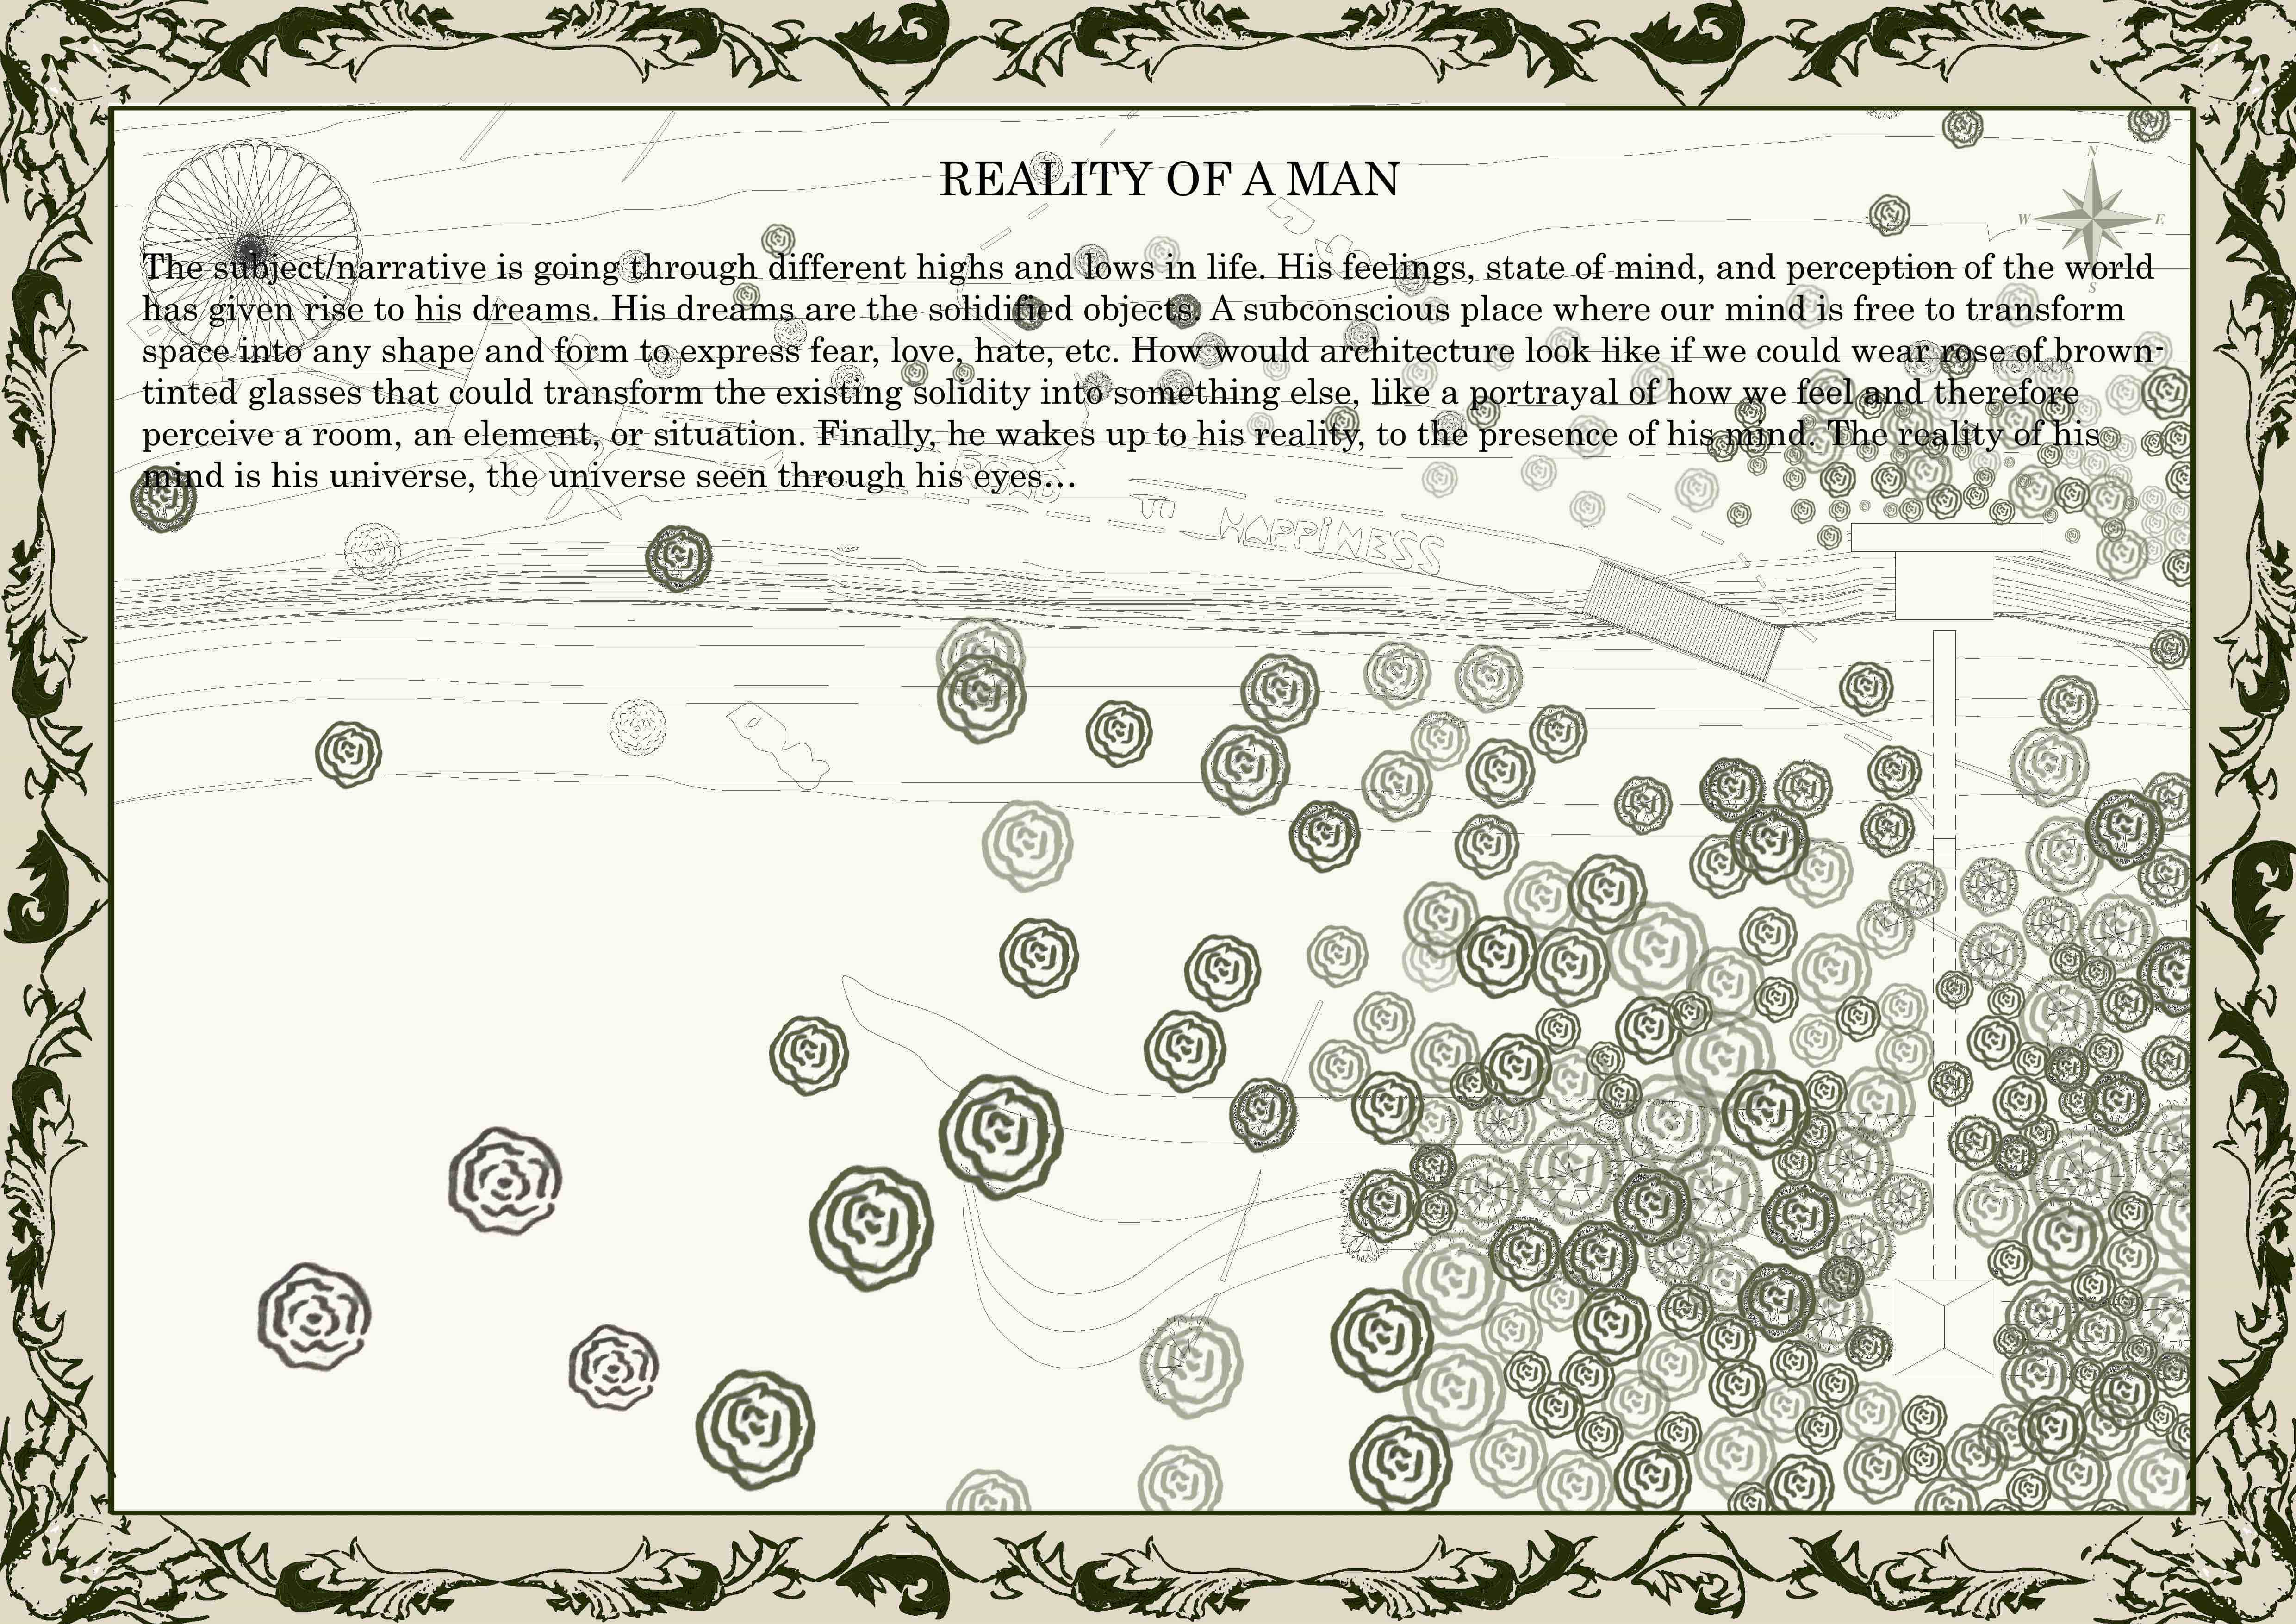 REALITY OF A MAN
N
W
E
S
The subject/narrative is going through different highs and lows in life. His feelings, state of mind, and perception of the world
has given rise to his dreams. His dreams are the solidified objects. A subconscious place where our mind is free to transform
space into any shape and form to express fear, love, hate, etc. How would architecture look like if we could wear rose of brown-
tinted glasses that could transform the existing solidity into something else, like a portrayal of how we feel and therefore
perceive a room, an element, or situation. Finally, he wakes up to his reality, to the presence of his mind. The reality of his
mind is his universe, the universe seen through his eyes...
ROAD
TO
HAPPINESS